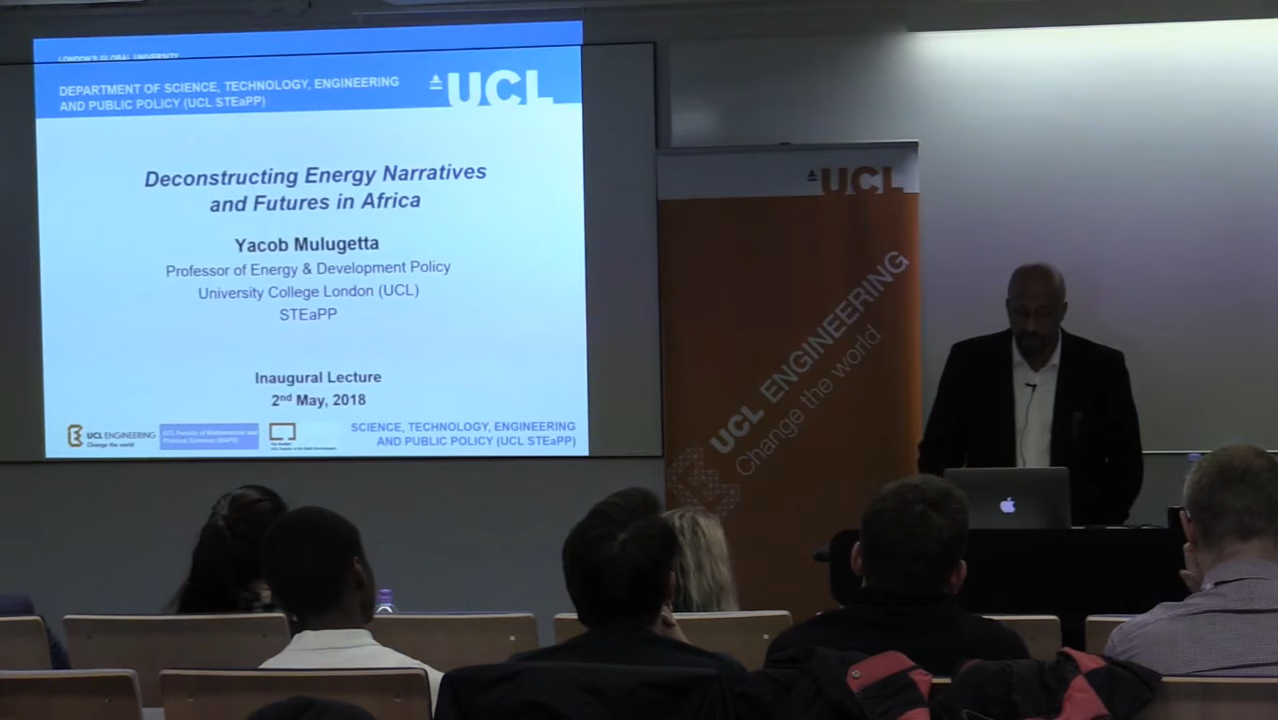 LONDON'S GLOBAL UNIVERSITY
DEPARTMENT OF SCIENCE, TECHNOLOGY, ENGINEERING
AND PUBLIC POLICY (UCL STEaPP)
UCL
Deconstructing Energy Narratives
and Futures in Africa
Yacob Mulugetta
Professor of Energy & Development Policy
University College London (UCL)
STEaPP
Inaugural Lecture
2nd May, 2018
UCL ENGINEERING
Change the world
SCIENCE, TECHNOLOGY, ENGINEERING
AND PUBLIC POLICY (UCL STEaPP)
UCL
UCL ENGINEERING
Change the world